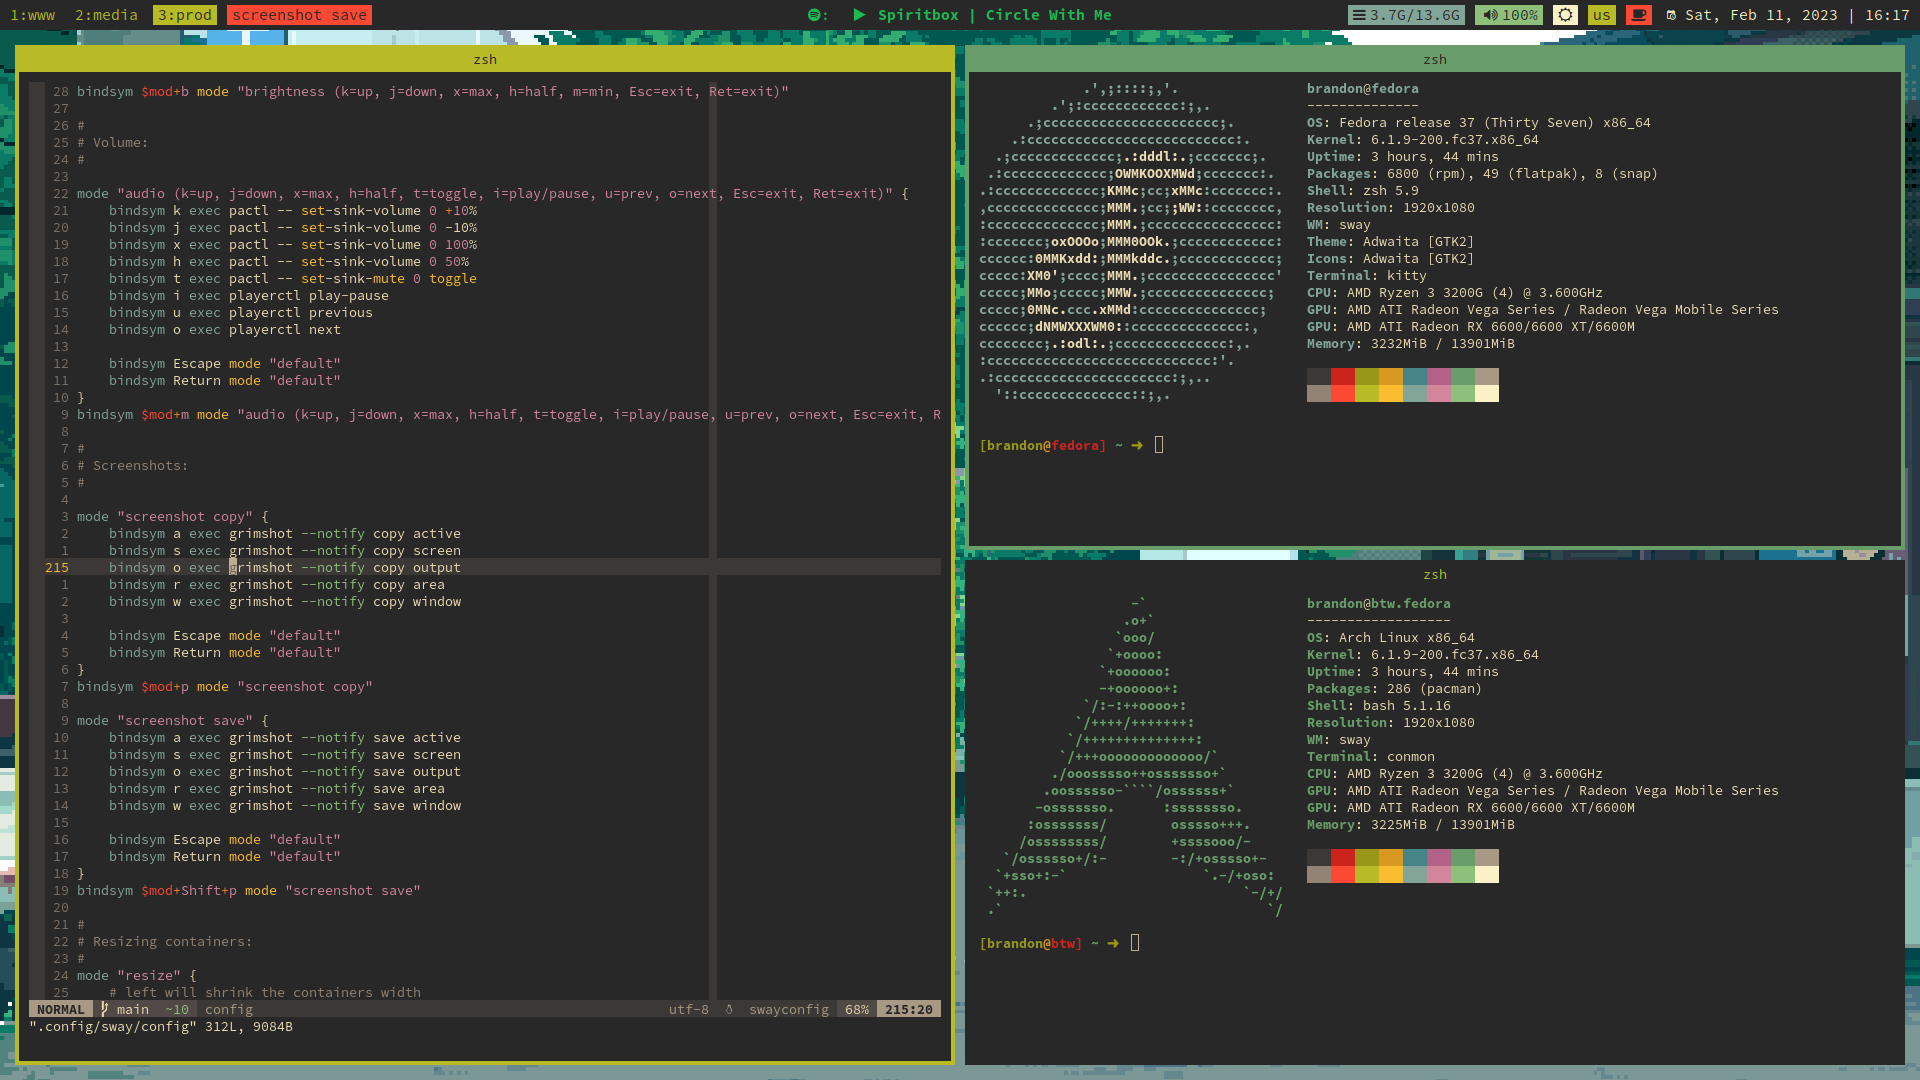 1:www 2:media 3:prod screenshot save
: ▶ Spiritbox | Circle With Me
3.7G/13.6G 100% us Sat, Feb 11, 2023 | 16:17
zsh
28 bindsym $mod+b mode "brightness (k=up, j=down, x=max, h=half, m=min, Esc=exit, Ret=exit)"
27
26 #
25 # Volume:
24 #
23
22 mode "audio (k=up, j=down, x=max, h=half, t=toggle, i=play/pause, u=prev, o=next, Esc=exit, Ret=exit)" {
21     bindsym k exec pactl -- set-sink-volume 0 +10%
20     bindsym j exec pactl -- set-sink-volume 0 -10%
19     bindsym x exec pactl -- set-sink-volume 0 100%
18     bindsym h exec pactl -- set-sink-volume 0 50%
17     bindsym t exec pactl -- set-sink-mute 0 toggle
16     bindsym i exec playerctl play-pause
15     bindsym u exec playerctl previous
14     bindsym o exec playerctl next
13
12     bindsym Escape mode "default"
11     bindsym Return mode "default"
10 }
9 bindsym $mod+m mode "audio (k=up, j=down, x=max, h=half, t=toggle, i=play/pause, u=prev, o=next, Esc=exit, R
8
7 #
6 # Screenshots:
5 #
4
3 mode "screenshot copy" {
2     bindsym a exec grimshot --notify copy active
1     bindsym s exec grimshot --notify copy screen
215     bindsym o exec grimshot --notify copy output
1     bindsym r exec grimshot --notify copy area
2     bindsym w exec grimshot --notify copy window
3
4     bindsym Escape mode "default"
5     bindsym Return mode "default"
6 }
7 bindsym $mod+p mode "screenshot copy"
8
9 mode "screenshot save" {
10     bindsym a exec grimshot --notify save active
11     bindsym s exec grimshot --notify save screen
12     bindsym o exec grimshot --notify save output
13     bindsym r exec grimshot --notify save area
14     bindsym w exec grimshot --notify save window
15
16     bindsym Escape mode "default"
17     bindsym Return mode "default"
18 }
19 bindsym $mod+Shift+p mode "screenshot save"
20
21 #
22 # Resizing containers:
23 #
24 mode "resize" {
25     # left will shrink the containers width
NORMAL main ~10 config utf-8 swayconfig 68% 215:20
".config/sway/config" 312L, 9084B
zsh
brandon@fedora
--------------
OS: Fedora release 37 (Thirty Seven) x86_64
Kernel: 6.1.9-200.fc37.x86_64
Uptime: 3 hours, 44 mins
Packages: 6800 (rpm), 49 (flatpak), 8 (snap)
Shell: zsh 5.9
Resolution: 1920x1080
WM: sway
Theme: Adwaita [GTK2]
Icons: Adwaita [GTK2]
Terminal: kitty
CPU: AMD Ryzen 3 3200G (4) @ 3.600GHz
GPU: AMD ATI Radeon Vega Series / Radeon Vega Mobile Series
GPU: AMD ATI Radeon RX 6600/6600 XT/6600M
Memory: 3232MiB / 13901MiB
[brandon@fedora] ~ ➜
zsh
brandon@btw.fedora
------------------
OS: Arch Linux x86_64
Kernel: 6.1.9-200.fc37.x86_64
Uptime: 3 hours, 44 mins
Packages: 286 (pacman)
Shell: bash 5.1.16
Resolution: 1920x1080
WM: sway
Terminal: conmon
CPU: AMD Ryzen 3 3200G (4) @ 3.600GHz
GPU: AMD ATI Radeon Vega Series / Radeon Vega Mobile Series
GPU: AMD ATI Radeon RX 6600/6600 XT/6600M
Memory: 3225MiB / 13901MiB
[brandon@btw] ~ ➜